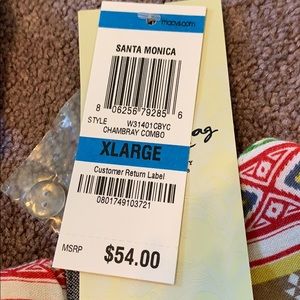 macys.com
SANTA MONICA
8 06256 79285 6
STYLE W31401CBYC
CHAMBRAY COMBO
XLARGE
Customer Return Label
0801749103721
MSRP $54.00